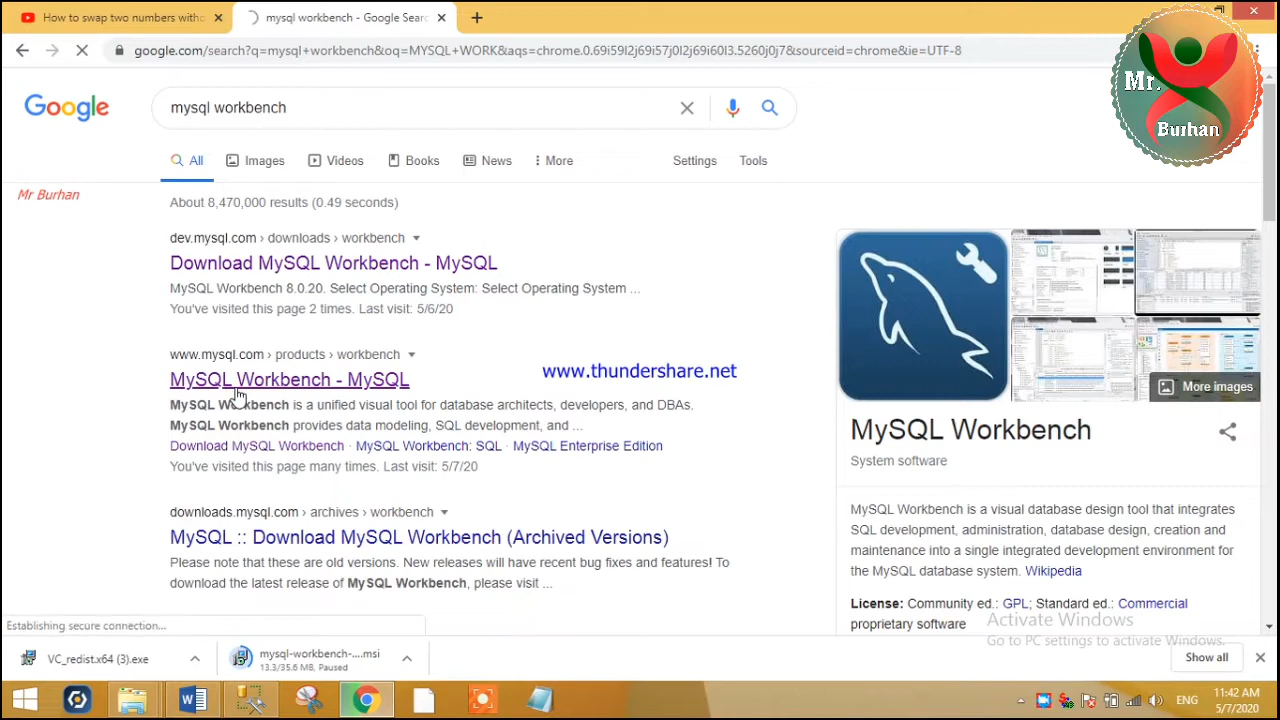 How to swap two numbers witho
mysql workbench - Google Sear
google.com/search?q=mysql+workbench&oq=MYSQL+WORK&aqs=chrome.0.69i59l2j69i57j0l2j69i60l3.5260j0j7&sourceid=chrome&ie=UTF-8
Mr.
Burhan
Google
mysql workbench
All
Images
Videos
Books
News
More
Settings
Tools
Mr Burhan
About 8,470,000 results (0.49 seconds)
dev.mysql.com › downloads › workbench
Download MySQL Workbench - MySQL
MySQL Workbench 8.0.20. Select Operating System: Select Operating System ...
You've visited this page 2 times. Last visit: 5/6/20
www.mysql.com › products › workbench
MySQL Workbench - MySQL
www.thundershare.net
MySQL Workbench is a unified visual tool for database architects, developers, and DBAs.
MySQL Workbench provides data modeling, SQL development, and ...
Download MySQL Workbench · MySQL Workbench: SQL · MySQL Enterprise Edition
You've visited this page many times. Last visit: 5/7/20
downloads.mysql.com › archives › workbench
MySQL :: Download MySQL Workbench (Archived Versions)
Please note that these are old versions. New releases will have recent bug fixes and features! To
download the latest release of MySQL Workbench, please visit ...
More images
MySQL Workbench
System software
MySQL Workbench is a visual database design tool that integrates
SQL development, administration, database design, creation and
maintenance into a single integrated development environment for
the MySQL database system. Wikipedia
License: Community ed.: GPL; Standard ed.: Commercial
proprietary software
Activate Windows
Go to PC settings to activate Windows.
Establishing secure connection...
VC_redist.x64 (3).exe
mysql-workbench-....msi
13.3/35.6 MB, Paused
Show all
ENG
11:42 AM
5/7/2020